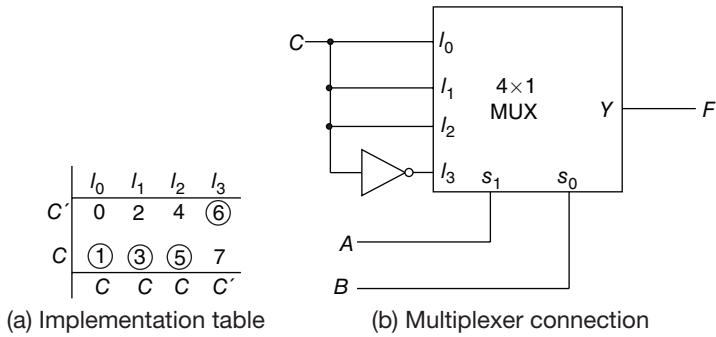 I₀ I₁ I₂ I₃
C′ 0 2 4 6
C 1 3 5 7
C C C C′
(a) Implementation table
C
I₀
I₁
I₂
I₃
4×1
MUX
Y
F
s₁ s₀
A
B
(b) Multiplexer connection